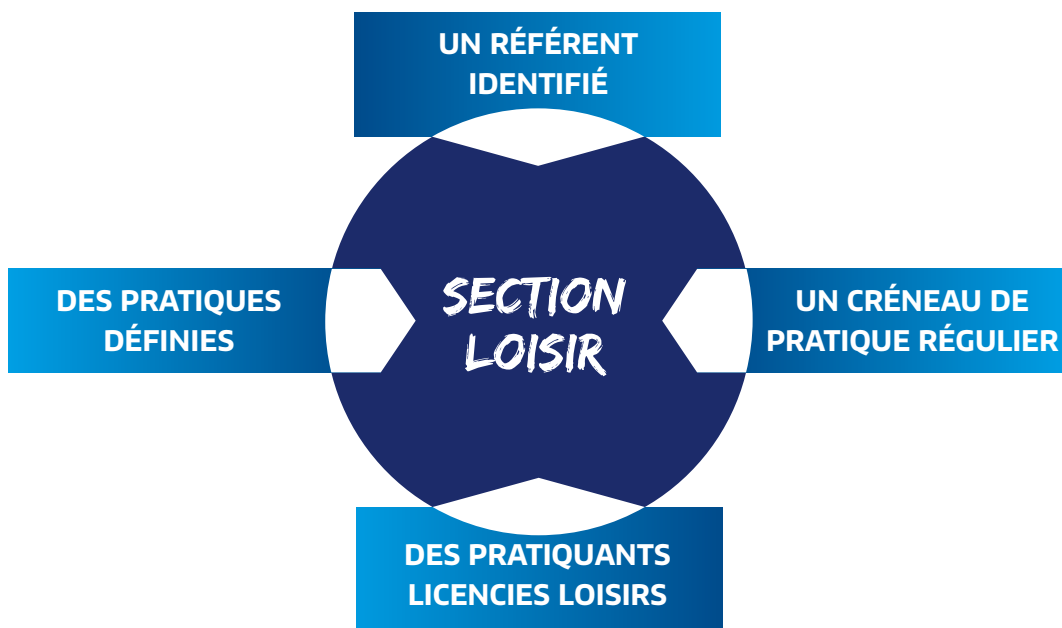 UN RÉFÉRENT
IDENTIFIÉ
DES PRATIQUES
DÉFINIES
SECTION
LOISIR
UN CRÉNEAU DE
PRATIQUE RÉGULIER
DES PRATIQUANTS
LICENCIES LOISIRS